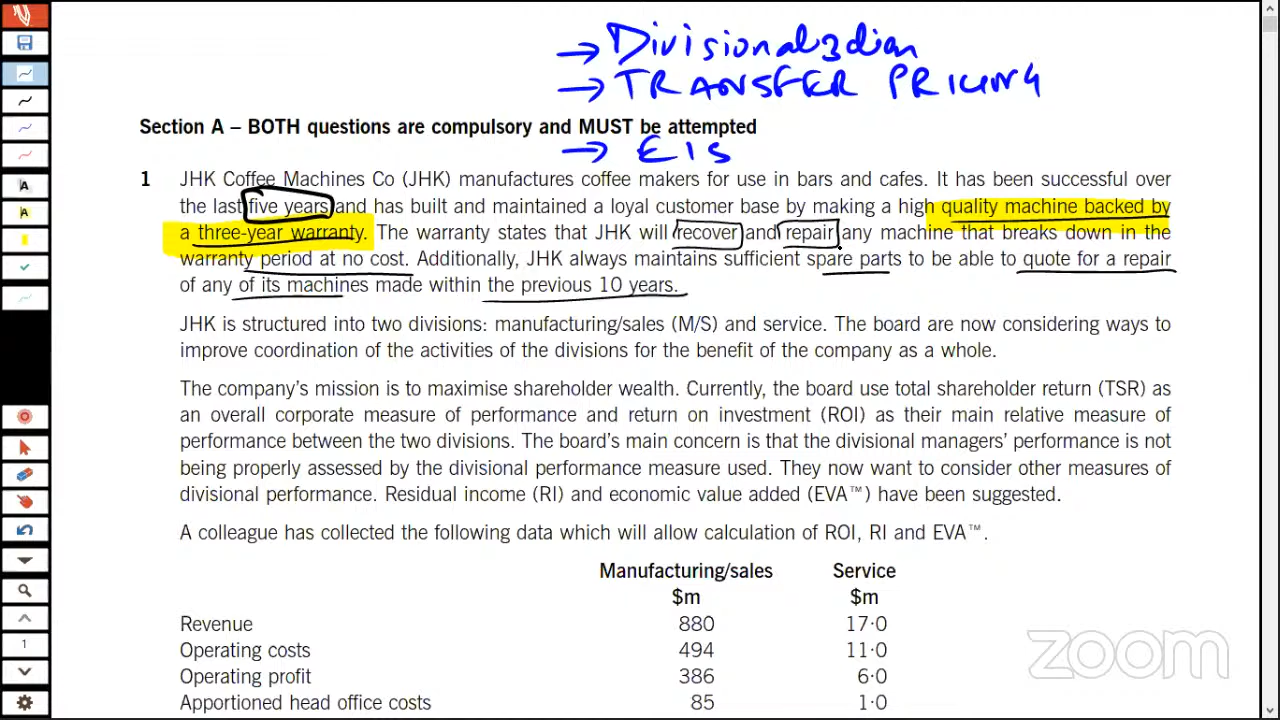 → Divisionalzdion
→ TRANSFER PRICING
Section A – BOTH questions are compulsory and MUST be attempted
→ EIS
1 JHK Coffee Machines Co (JHK) manufactures coffee makers for use in bars and cafes. It has been successful over
the last five years and has built and maintained a loyal customer base by making a high quality machine backed by
a three-year warranty. The warranty states that JHK will recover and repair any machine that breaks down in the
warranty period at no cost. Additionally, JHK always maintains sufficient spare parts to be able to quote for a repair
of any of its machines made within the previous 10 years.
JHK is structured into two divisions: manufacturing/sales (M/S) and service. The board are now considering ways to
improve coordination of the activities of the divisions for the benefit of the company as a whole.
The company's mission is to maximise shareholder wealth. Currently, the board use total shareholder return (TSR) as
an overall corporate measure of performance and return on investment (ROI) as their main relative measure of
performance between the two divisions. The board's main concern is that the divisional managers' performance is not
being properly assessed by the divisional performance measure used. They now want to consider other measures of
divisional performance. Residual income (RI) and economic value added (EVA™) have been suggested.
A colleague has collected the following data which will allow calculation of ROI, RI and EVA™.
Manufacturing/sales Service
$m $m
Revenue 880 17·0
Operating costs 494 11·0
Operating profit 386 6·0
Apportioned head office costs 85 1·0
A
A
1
zoom